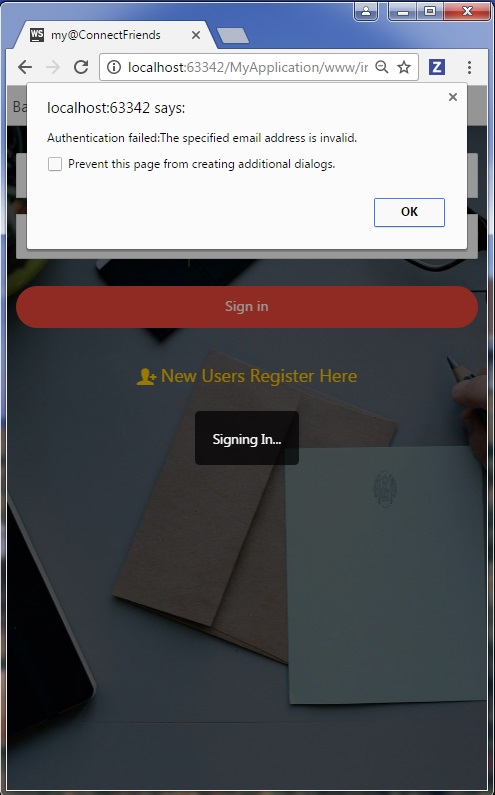 WS
my@ConnectFriends
localhost:63342/MyApplication/www/ir
Z
Ba
localhost:63342 says:
Authentication failed:The specified email address is invalid.
Prevent this page from creating additional dialogs.
OK
Sign in
New Users Register Here
Signing In...